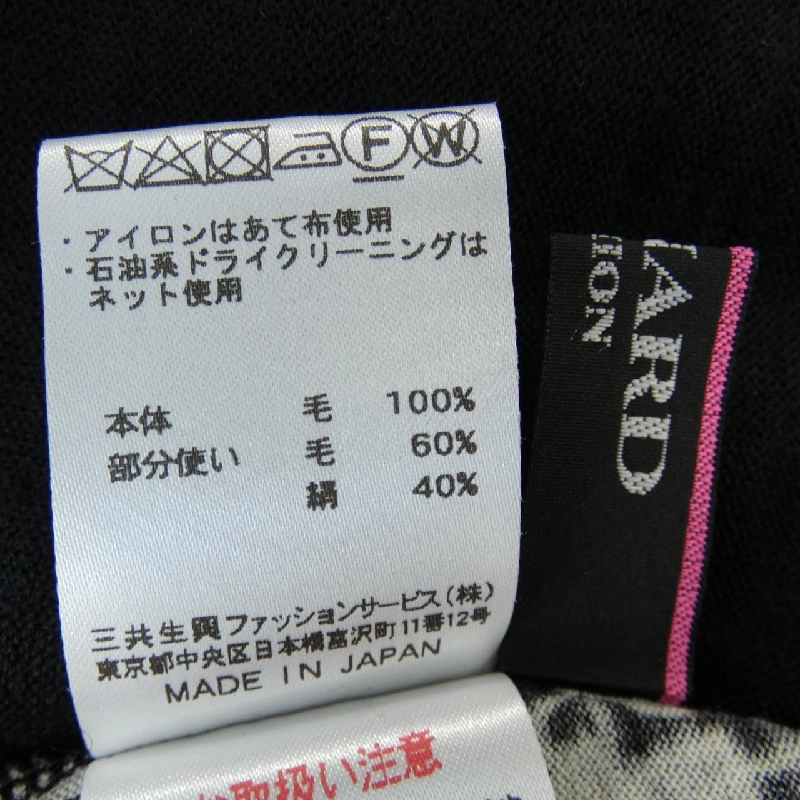 F W
・アイロンはあて布使用
・石油系ドライクリーニングは
ネット使用
本体 毛 100%
部分使い 毛 60%
絹 40%
三共生興ファッションサービス(株)
東京都中央区日本橋富沢町11番12号
MADE IN JAPAN
取扱い注意
ARD
ION